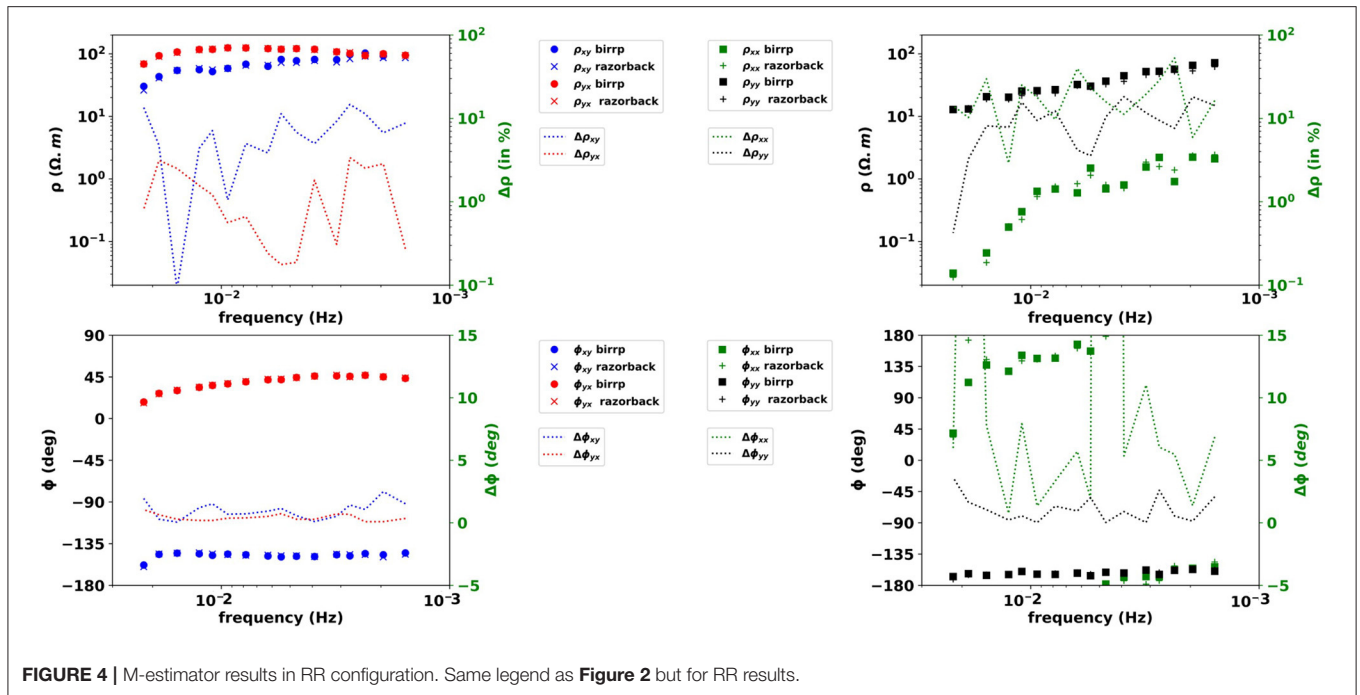 ρxy birrp
ρxy razorback
ρyx birrp
ρyx razorback
Δρxy
Δρyx
10² 10¹ 10⁰ 10⁻¹
ρ (Ω. m)
10² 10¹ 10⁰ 10⁻¹
Δρ (in %)
10⁻² 10⁻³
frequency (Hz)
ρxx birrp
ρxx razorback
ρyy birrp
ρyy razorback
Δρxx
Δρyy
10² 10¹ 10⁰ 10⁻¹
ρ (Ω. m)
10² 10¹ 10⁰ 10⁻¹
Δρ (in %)
10⁻² 10⁻³
frequency (Hz)
90 45 0 −45 −90 −135 −180
ϕ (deg)
15 10 5 0 −5
Δϕ (deg)
10⁻² 10⁻³
frequency (Hz)
ϕxy birrp
ϕxy razorback
ϕyx birrp
ϕyx razorback
Δϕxy
Δϕyx
ϕxx birrp
ϕxx razorback
ϕyy birrp
ϕyy razorback
Δϕxx
Δϕyy
180 135 90 45 0 −45 −90 −135 −180
ϕ (deg)
15 10 5 0 −5
Δϕ (deg)
10⁻² 10⁻³
frequency (Hz)
FIGURE 4 | M-estimator results in RR configuration. Same legend as Figure 2 but for RR results.